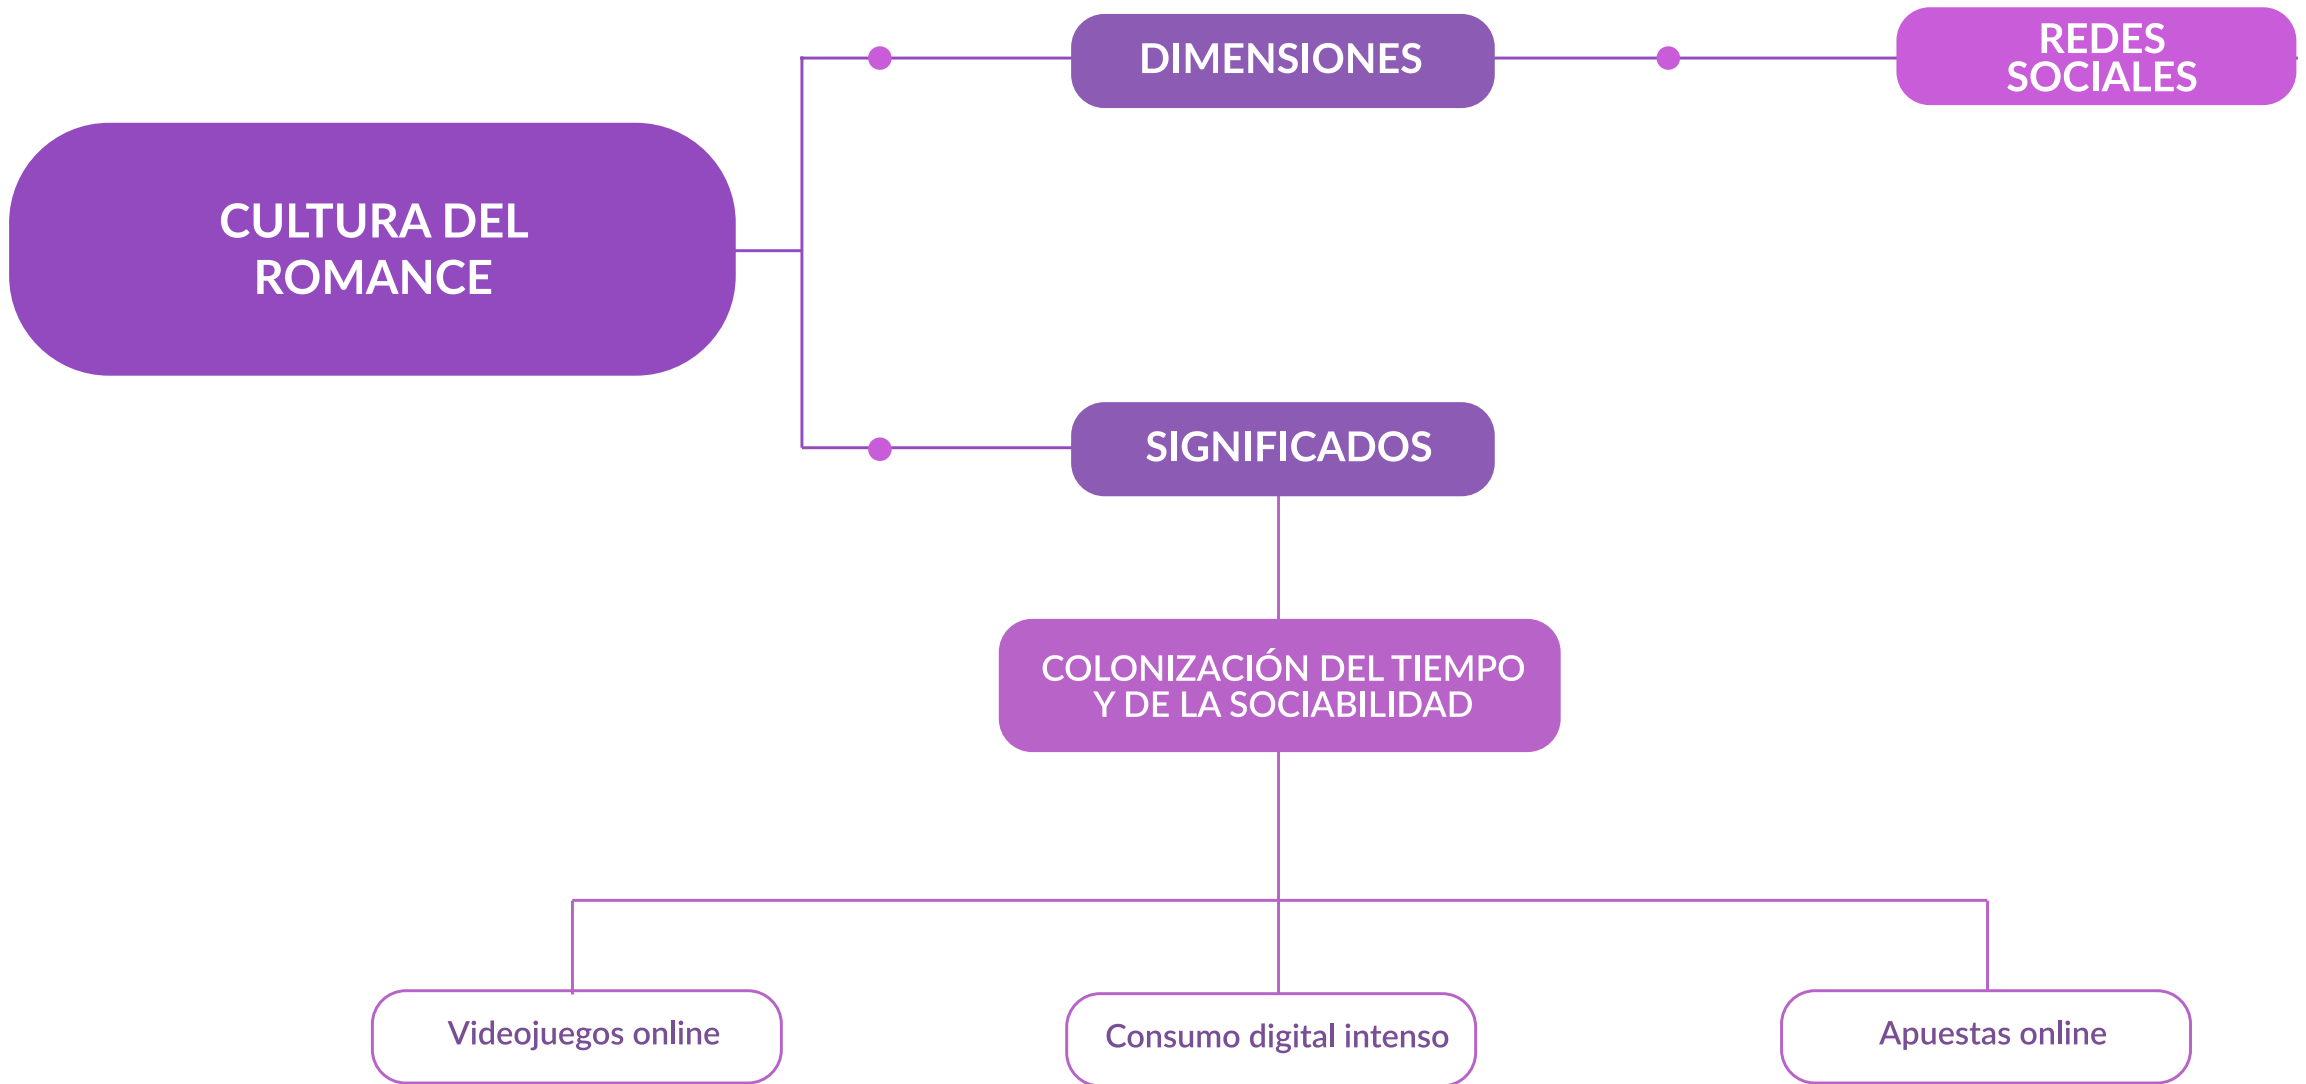 DIMENSIONES
REDES
SOCIALES
CULTURA DEL
ROMANCE
SIGNIFICADOS
COLONIZACIÓN DEL TIEMPO
Y DE LA SOCIABILIDAD
Videojuegos online
Consumo digital intenso
Apuestas online